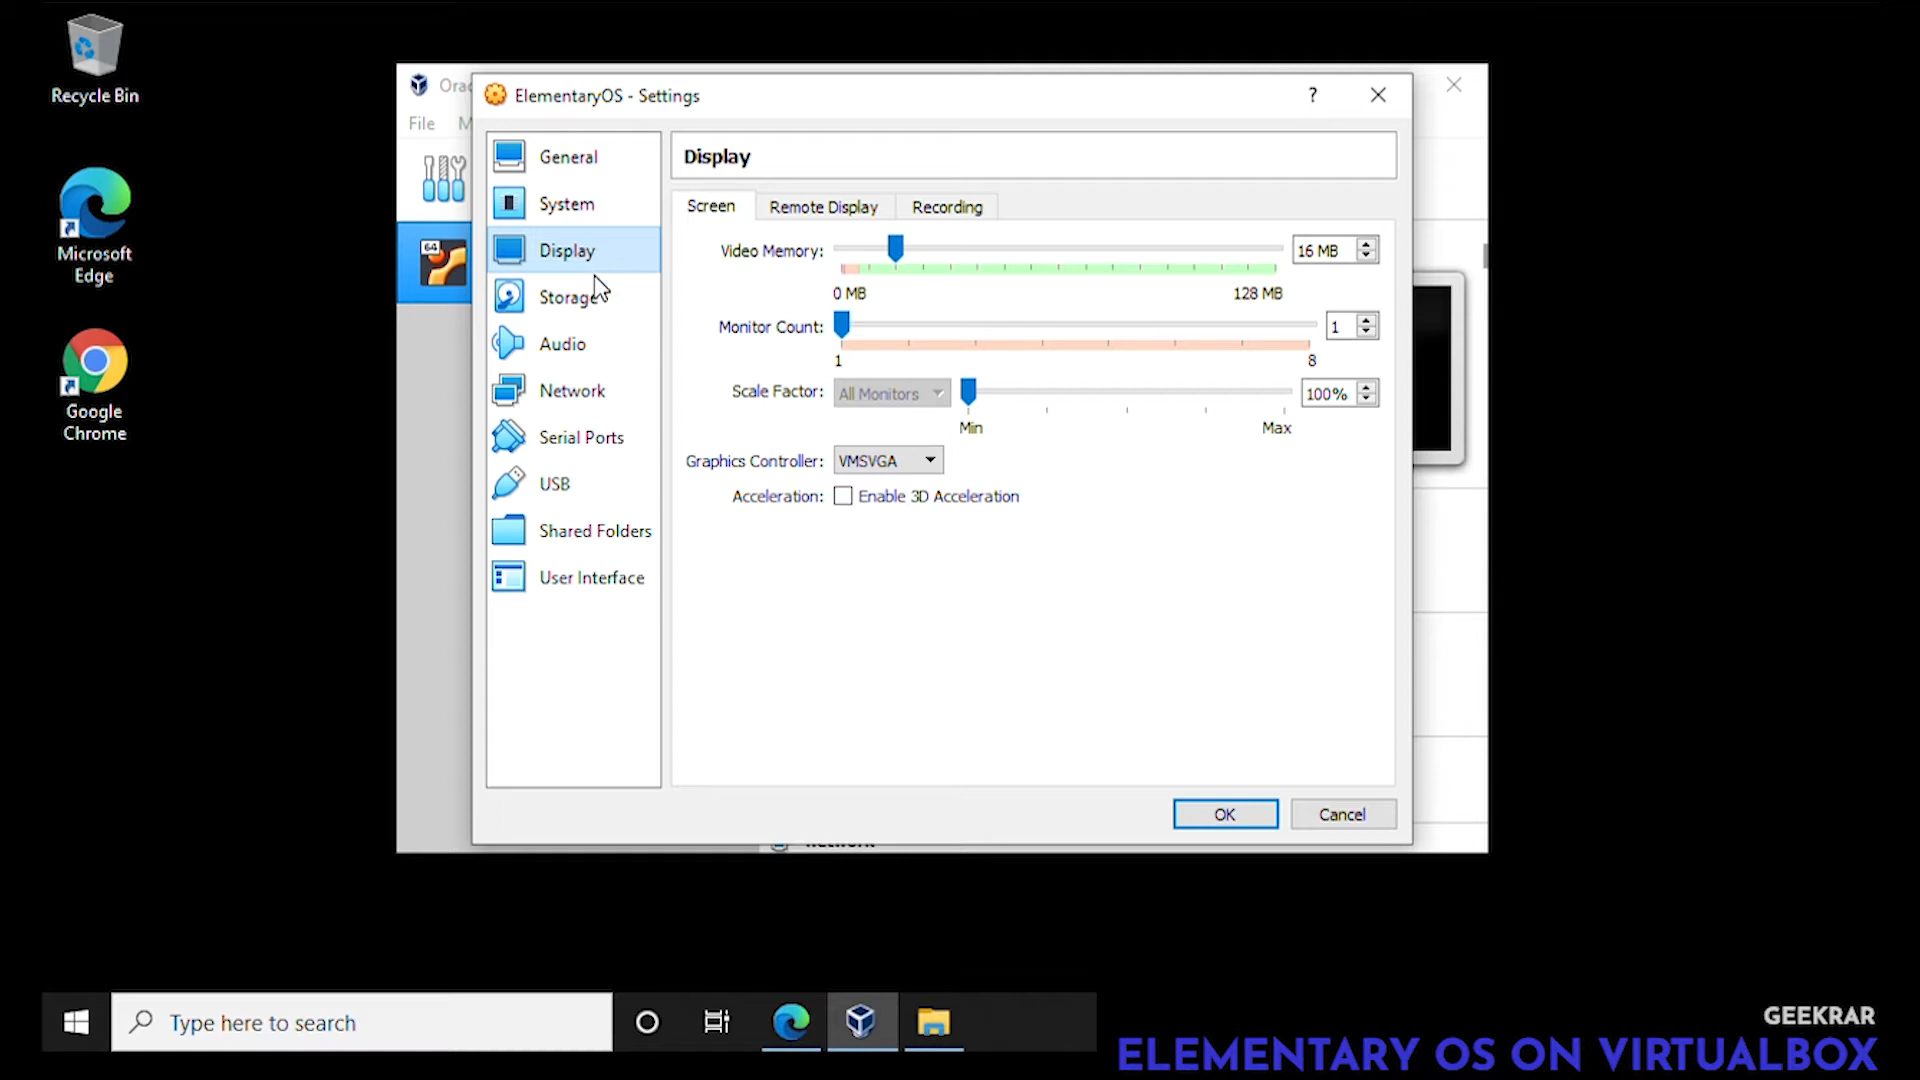 Recycle Bin
Microsoft
Edge
Google
Chrome
Orac
File
M
64
ElementaryOS - Settings
?
General
System
Display
Storage
Audio
Network
Serial Ports
USB
Shared Folders
User Interface
Display
Screen
Remote Display
Recording
Video Memory:
16 MB
0 MB
128 MB
Monitor Count:
1
1
8
Scale Factor:
All Monitors
100%
Min
Max
Graphics Controller:
VMSVGA
Acceleration:
Enable 3D Acceleration
OK
Cancel
Network
Type here to search
GEEKRAR
ELEMENTARY OS ON VIRTUALBOX